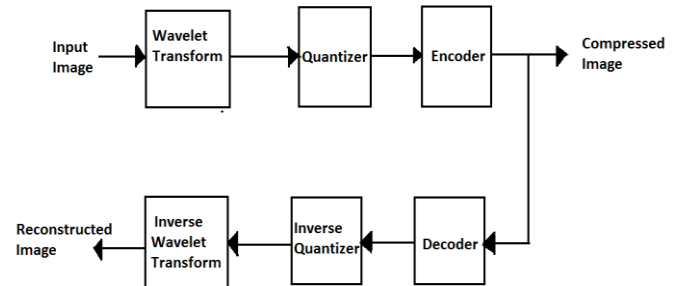 Input
Image
Wavelet
Transform
Quantizer
Encoder
Compressed
Image
Reconstructed
Image
Inverse
Wavelet
Transform
Inverse
Quantizer
Decoder